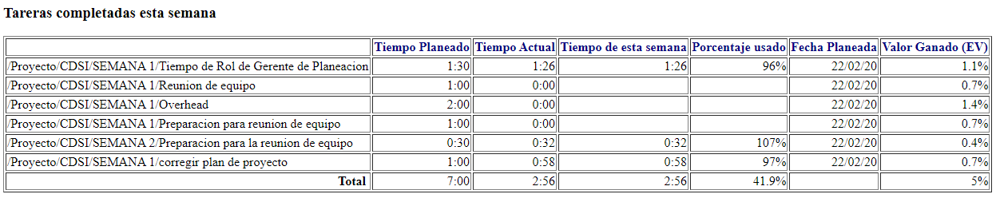 Tareras completadas esta semana
Tiempo Planeado Tiempo Actual Tiempo de esta semana Porcentaje usado Fecha Planeada Valor Ganado (EV)
/Proyecto/CDSI/SEMANA 1/Tiempo de Rol de Gerente de Planeacion 1:30 1:26 1:26 96% 22/02/20 1.1%
/Proyecto/CDSI/SEMANA 1/Reunion de equipo 1:00 0:00 22/02/20 0.7%
/Proyecto/CDSI/SEMANA 1/Overhead 2:00 0:00 22/02/20 1.4%
/Proyecto/CDSI/SEMANA 1/Preparacion para reunion de equipo 1:00 0:00 22/02/20 0.7%
/Proyecto/CDSI/SEMANA 2/Preparacion para la reunion de equipo 0:30 0:32 0:32 107% 22/02/20 0.4%
/Proyecto/CDSI/SEMANA 1/corregir plan de proyecto 1:00 0:58 0:58 97% 22/02/20 0.7%
Total 7:00 2:56 2:56 41.9% 5%